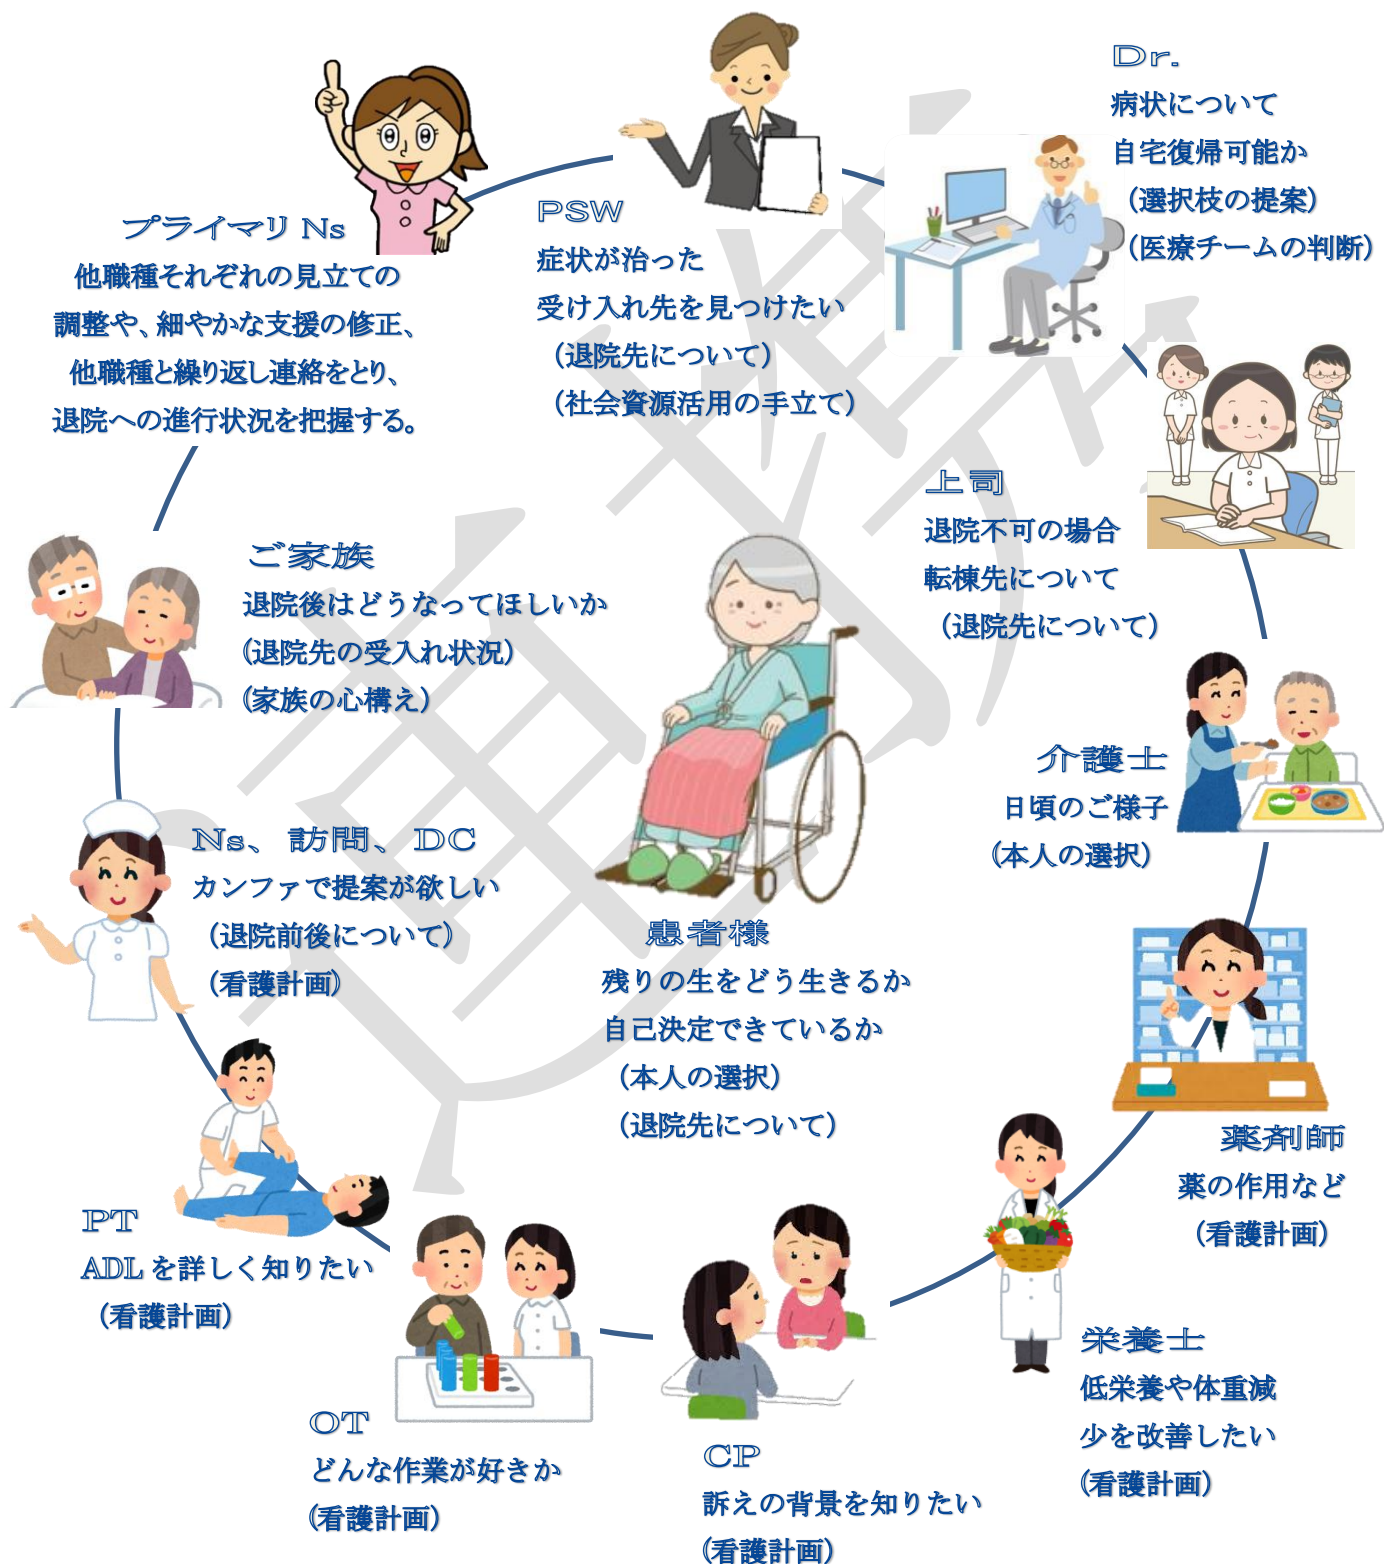 Dr.
病状について
自宅復帰可能か
（選択枝の提案）
（医療チームの判断）
PSW
症状が治った
受け入れ先を見つけたい
（退院先について）
（社会資源活用の手立て）
プライマリ Ns
他職種それぞれの見立ての
調整や、細やかな支援の修正、
他職種と繰り返し連絡をとり、
退院への進行状況を把握する。
上司
退院不可の場合
転棟先について
（退院先について）
ご家族
退院後はどうなってほしいか
(退院先の受入れ状況）
(家族の心構え）
介護士
日頃のご様子
（本人の選択）
Ns、訪問、DC
カンファで提案が欲しい
（退院前後について）
（看護計画）
患者様
残りの生をどう生きるか
自己決定できているか
（本人の選択）
（退院先について）
薬剤師
薬の作用など
（看護計画）
PT
ADL を詳しく知りたい
（看護計画）
栄養士
低栄養や体重減
少を改善したい
(看護計画）
OT
どんな作業が好きか
(看護計画）
CP
訴えの背景を知りたい
(看護計画）
連携